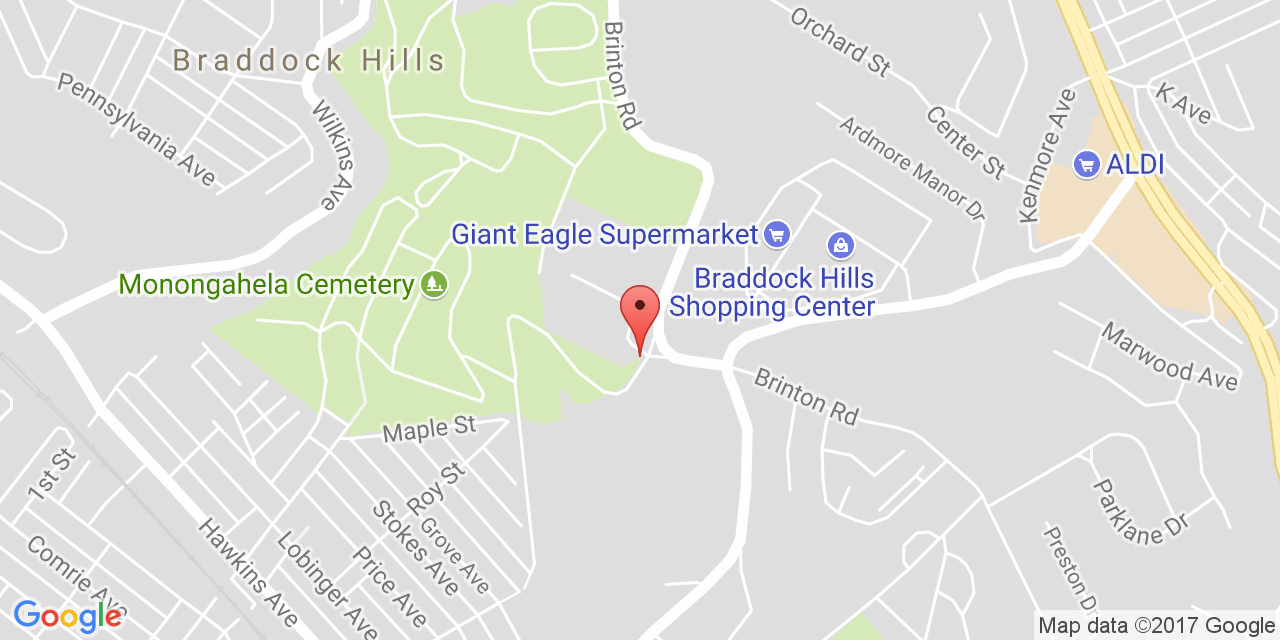 Orchard St
Brinton Rd
Braddock Hills
Pennsylvania Ave
Wilkins Ave
K Ave
Kenmore Ave
Center St
Ardmore Manor Dr
ALDI
Giant Eagle Supermarket
Monongahela Cemetery
Braddock Hills
Shopping Center
Marwood Ave
Brinton Rd
Maple St
1st St
Roy St
Stokes Ave
Grove Ave
Price Ave
Lobinger Ave
Hawkins Ave
Comrie Ave
Parklane Dr
Preston Dr
Google
Map data ©2017 Google